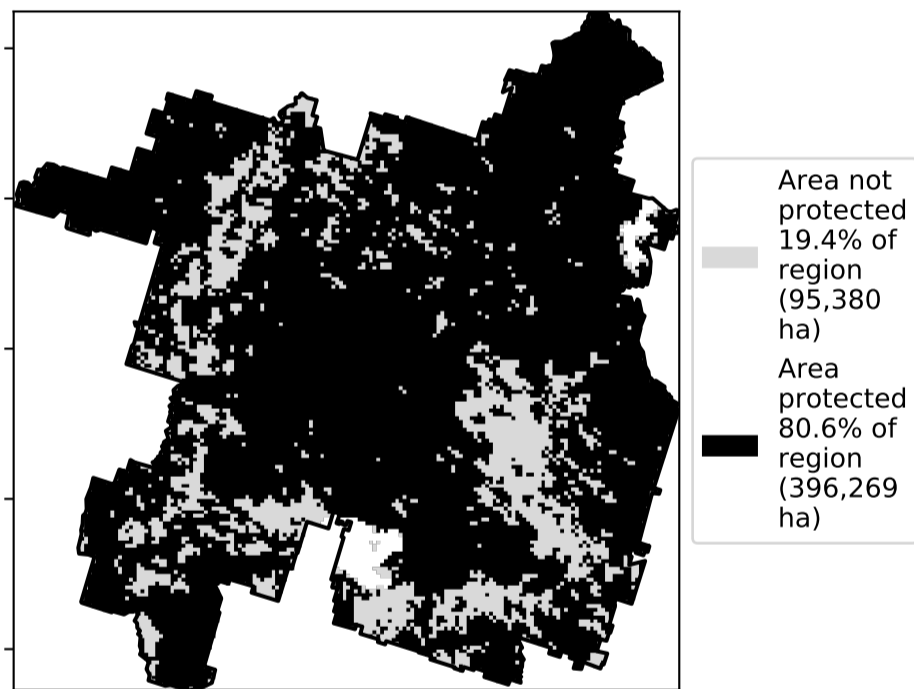 Area not
protected
19.4% of
region
(95,380
ha)
Area
protected
80.6% of
region
(396,269
ha)